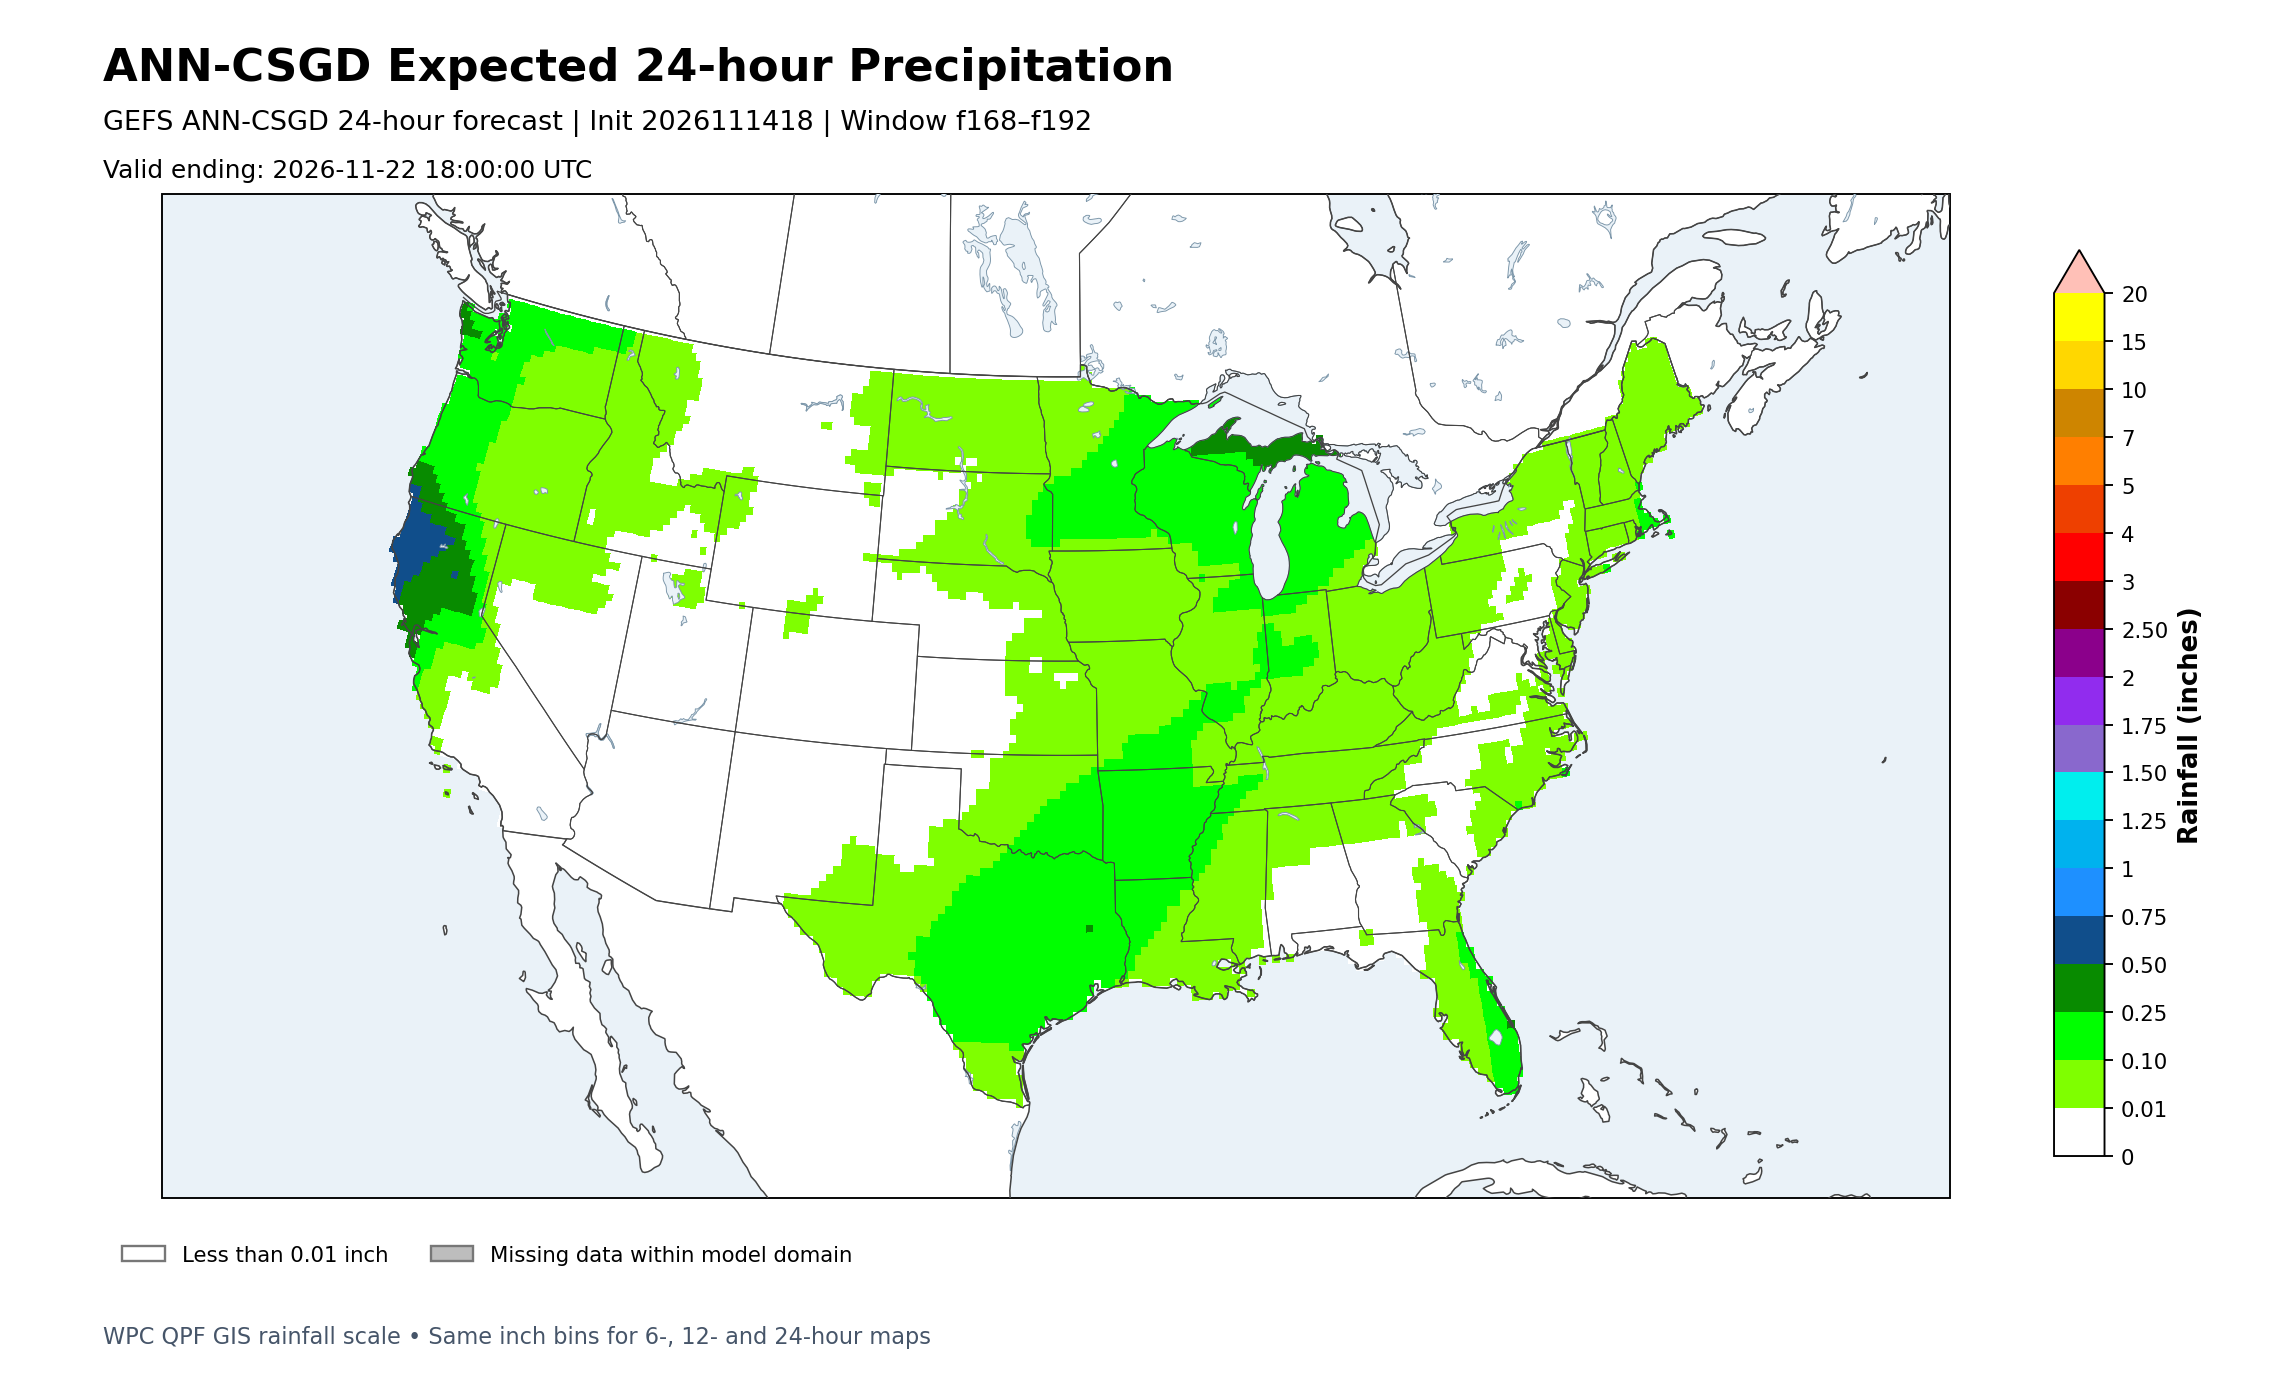 ANN-CSGD Expected 24-hour Precipitation
GEFS ANN-CSGD 24-hour forecast | Init 2026111418 | Window f168–f192
Valid ending: 2026-11-22 18:00:00 UTC
20
15
10
7
5
4
3
2.50
2
1.75
1.50
1.25
1
0.75
0.50
0.25
0.10
0.01
0
Rainfall (inches)
Less than 0.01 inch
Missing data within model domain
WPC QPF GIS rainfall scale • Same inch bins for 6-, 12- and 24-hour maps